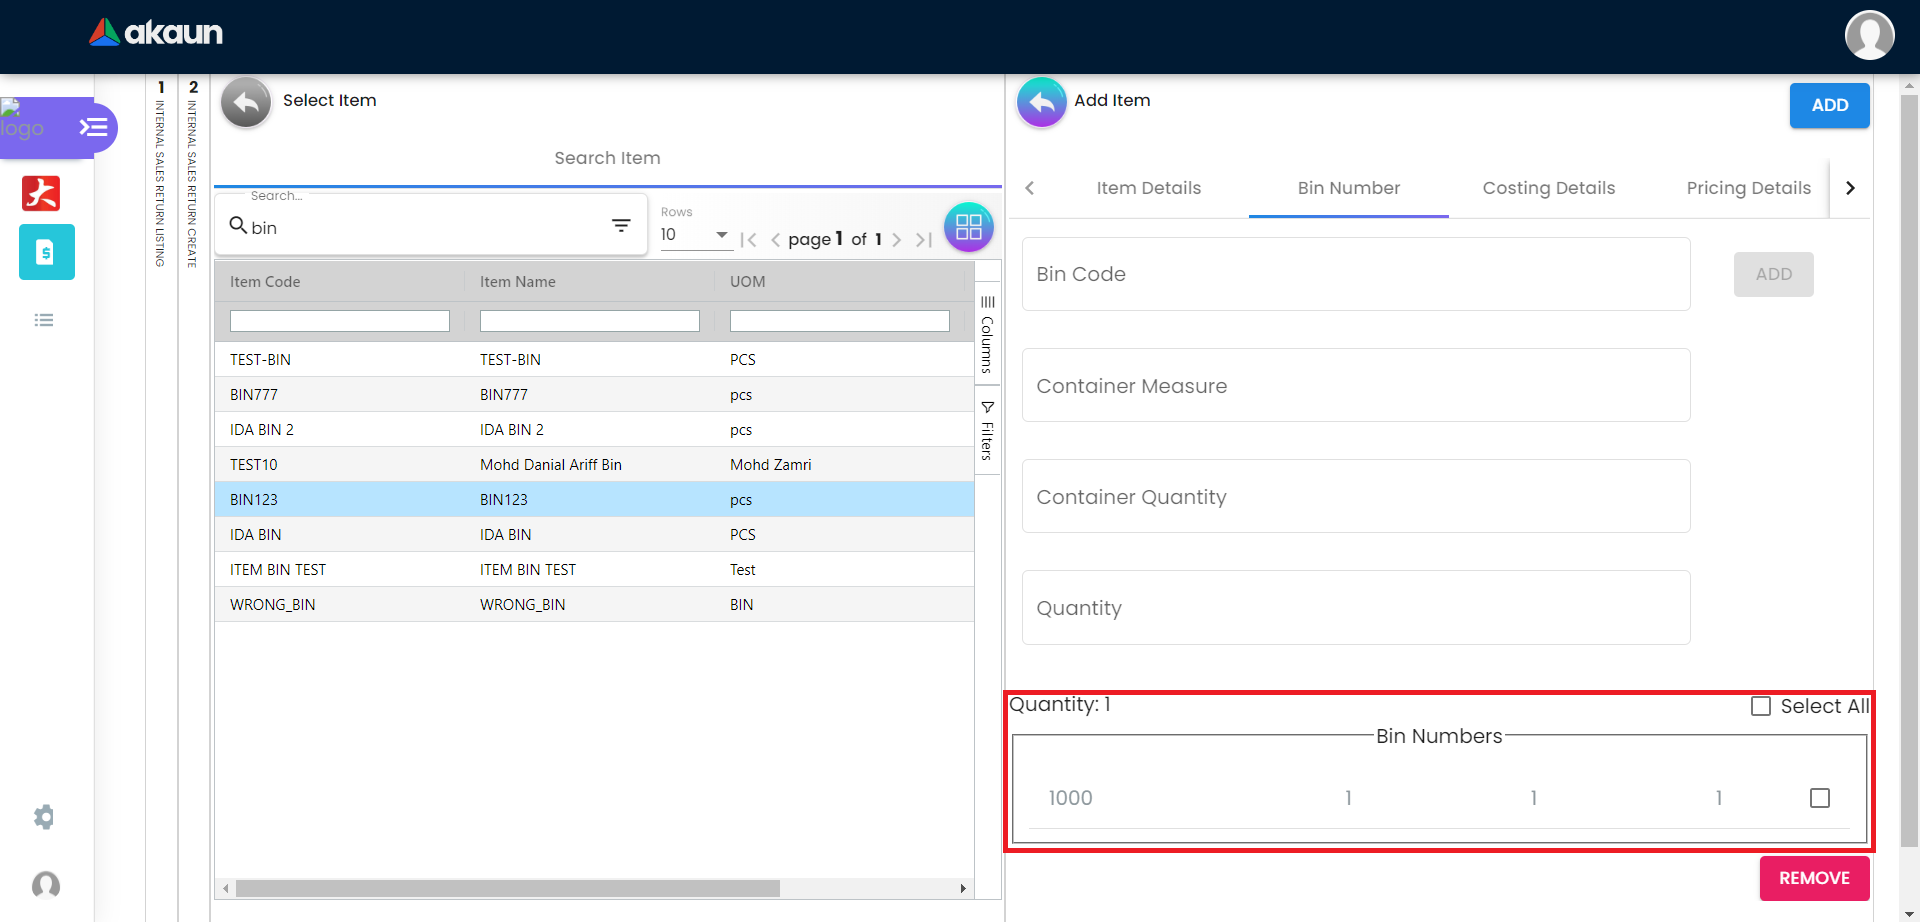 akaun
logo
1
INTERNAL SALES RETURN LISTING
2
INTERNAL SALES RETURN CREATE
Select Item
Search Item
Search...
bin
Rows
10
page 1 of 1
Item Code Item Name UOM
TEST-BIN TEST-BIN PCS
BIN777 BIN777 pcs
IDA BIN 2 IDA BIN 2 pcs
TEST10 Mohd Danial Ariff Bin Mohd Zamri
BIN123 BIN123 pcs
IDA BIN IDA BIN PCS
ITEM BIN TEST ITEM BIN TEST Test
WRONG_BIN WRONG_BIN BIN
Columns
Filters
Add Item
ADD
Item Details Bin Number Costing Details Pricing Details
Bin Code
ADD
Container Measure
Container Quantity
Quantity
Quantity: 1
Select All
Bin Numbers
1000 1 1 1
REMOVE